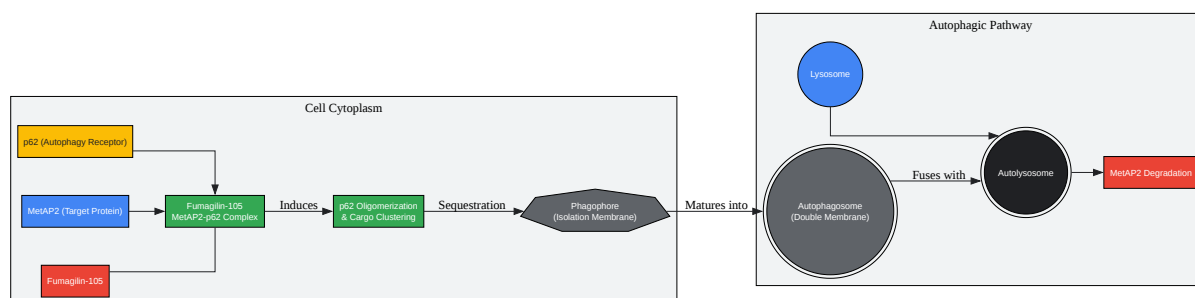 Autophagic Pathway
Lysosome
Cell Cytoplasm
p62 (Autophagy Receptor)
MetAP2 (Target Protein)
Fumagilin-105
Fumagilin-105
MetAP2-p62 Complex
Induces
p62 Oligomerization
& Cargo Clustering
Sequestration
Phagophore
(Isolation Membrane)
Matures into
Autophagosome
(Double Membrane)
Fuses with
Autolysosome
MetAP2 Degradation